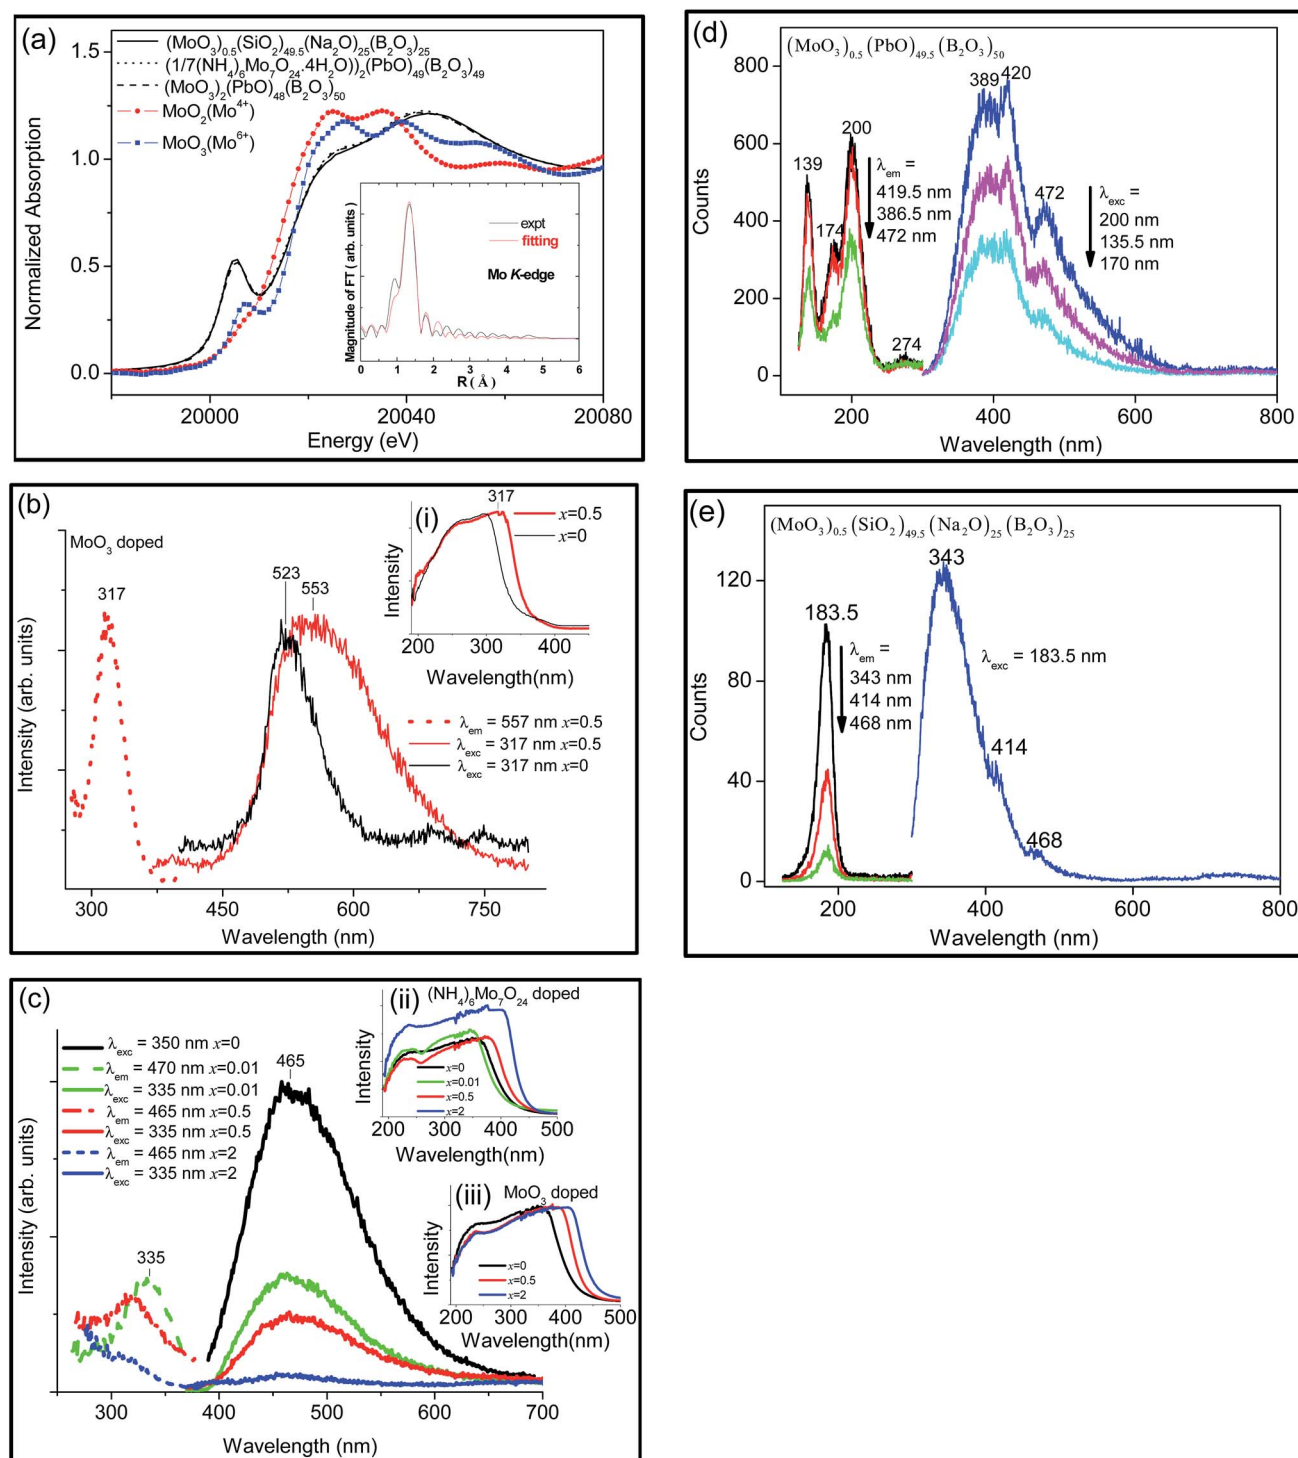 (a)
(MoO3)0.5(SiO2)49.5(Na2O)25(B2O3)25
(1/7(NH4)6Mo7O24.4H2O))2(PbO)49(B2O3)49
(MoO3)2(PbO)48(B2O3)50
MoO2(Mo4+)
MoO3(Mo6+)
Normalized Absorption
1.5
1.0
0.5
0.0
20000
20040
20080
Energy (eV)
expt
fitting
Mo K-edge
Magnitude of FT ( arb. units )
0 1 2 3 4 5 6
R ( Å )
(b)
MoO3 doped
317
523
553
Intensity (arb. units)
300 450 600 750
Wavelength (nm)
λem = 557 nm x=0.5
λexc = 317 nm x=0.5
λexc = 317 nm x=0
(i)
317
x=0.5
x=0
Intensity
200 300 400
Wavelength(nm)
(c)
λexc = 350 nm x=0
λem = 470 nm x=0.01
λexc = 335 nm x=0.01
λem = 465 nm x=0.5
λexc = 335 nm x=0.5
λem = 465 nm x=2
λexc = 335 nm x=2
465
335
Intensity (arb. units)
300 400 500 600 700
Wavelength (nm)
(ii)
(NH4)6Mo7O24 doped
Intensity
x=0
x=0.01
x=0.5
x=2
200 300 400 500
Wavelength(nm)
(iii)
MoO3 doped
Intensity
x=0
x=0.5
x=2
200 250 300 350 400 450 500
Wavelength(nm)
(d)
(MoO3)0.5(PbO)49.5(B2O3)50
800
600
400
200
0
Counts
139
174
200
274
389
420
472
λem =
419.5 nm
386.5 nm
472 nm
λexc =
200 nm
135.5 nm
170 nm
200 400 600 800
Wavelength (nm)
(e)
(MoO3)0.5(SiO2)49.5(Na2O)25(B2O3)25
120
80
40
0
Counts
183.5
343
414
468
λem =
343 nm
414 nm
468 nm
λexc = 183.5 nm
200 400 600 800
Wavelength (nm)